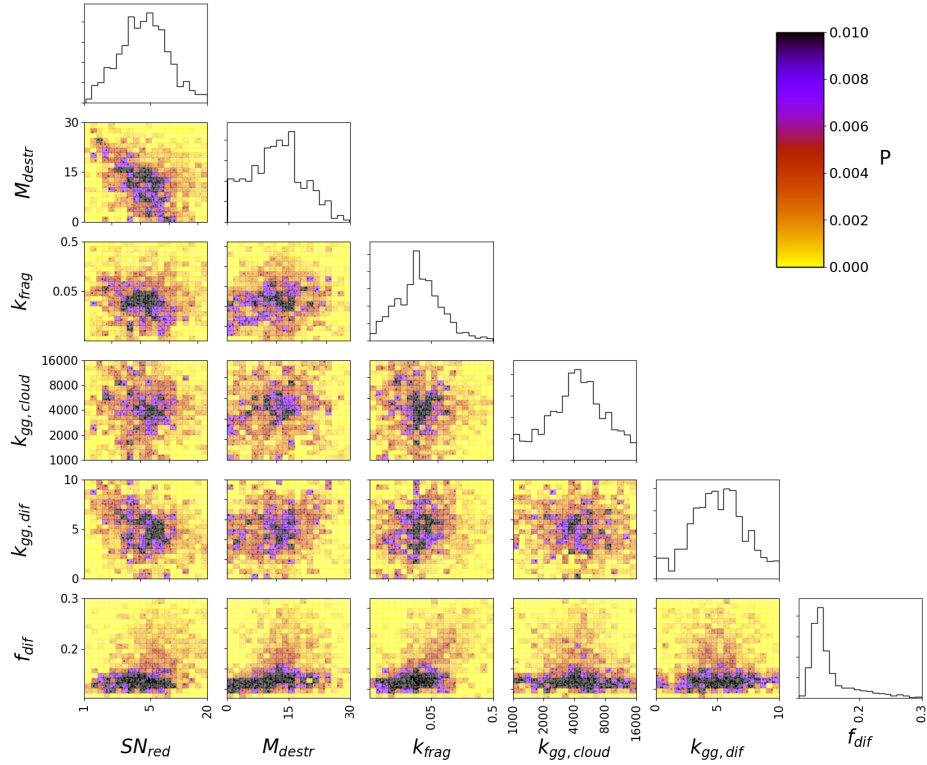 0.010
0.008
0.006
0.004
0.002
0.000
P
30
15
0
M_destr
0.5
0.05
k_frag
16000
8000
4000
2000
1000
k_gg,cloud
10
5
0
k_gg,dif
0.3
0.2
f_dif
1 5 20
0 15 30
0.05 0.5
1000 20000 40000 8000 16000
0 5 10
0.2 0.3
SN_red M_destr k_frag k_gg,cloud k_gg,dif f_dif